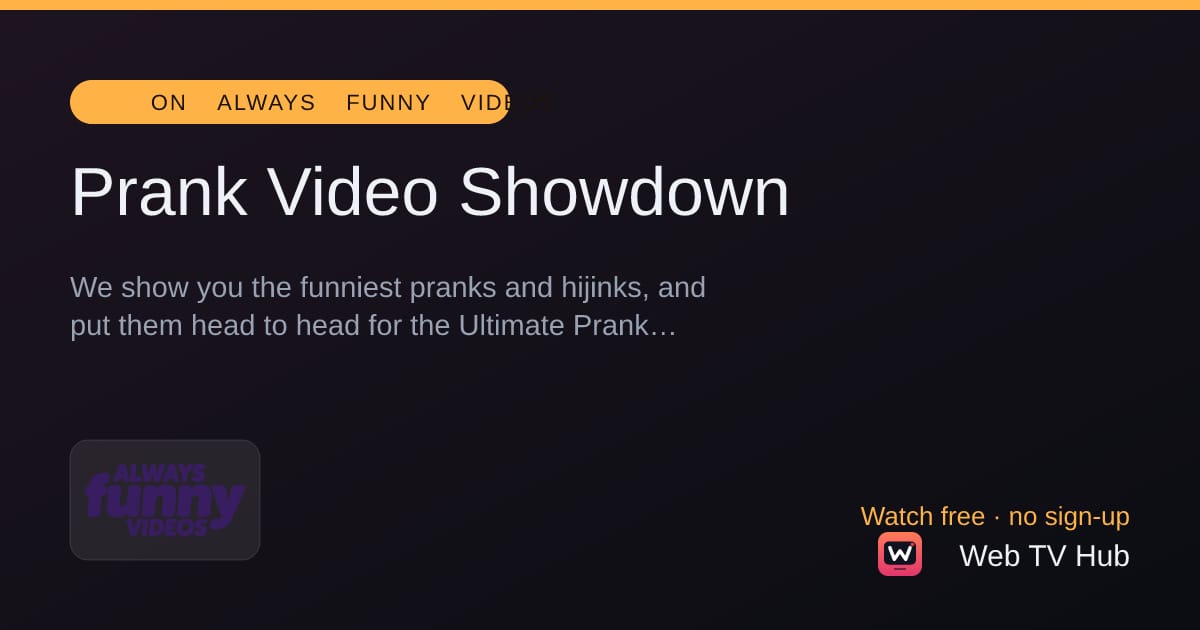 ON ALWAYS FUNNY VIDEOS
Prank Video Showdown
We show you the funniest pranks and hijinks, and
put them head to head for the Ultimate Prank…
ALWAYS
funny
VIDEOS
Watch free · no sign-up
W
Web TV Hub